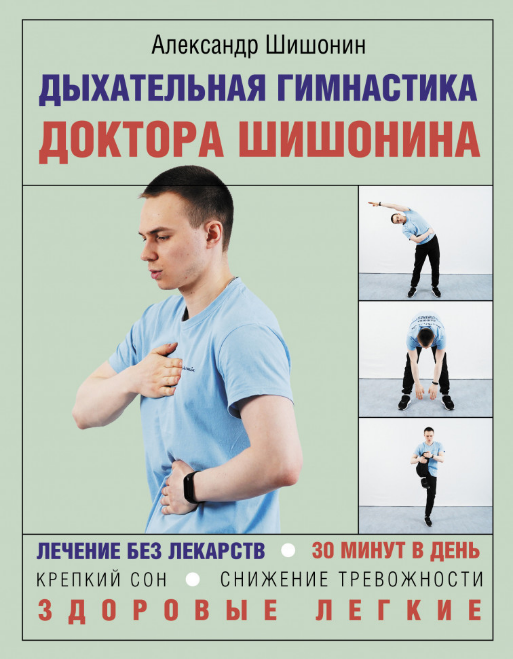 Александр Шишонин
ДЫХАТЕЛЬНАЯ ГИМНАСТИКА
ДОКТОРА ШИШОНИНА
ЛЕЧЕНИЕ БЕЗ ЛЕКАРСТВ ● 30 МИНУТ В ДЕНЬ
КРЕПКИЙ СОН ● СНИЖЕНИЕ ТРЕВОЖНОСТИ
ЗДОРОВЫЕ ЛЕГКИЕ